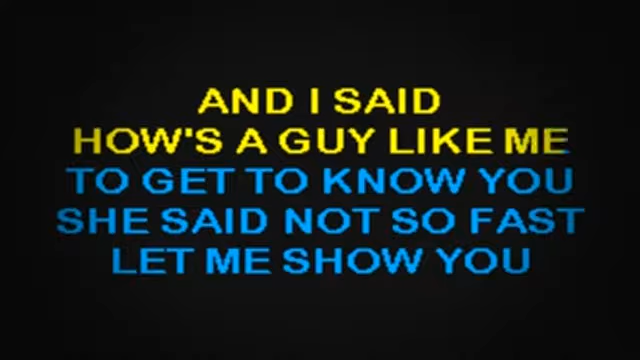 AND I SAID
HOW'S A GUY LIKE ME
TO GET TO KNOW YOU
SHE SAID NOT SO FAST
LET ME SHOW YOU